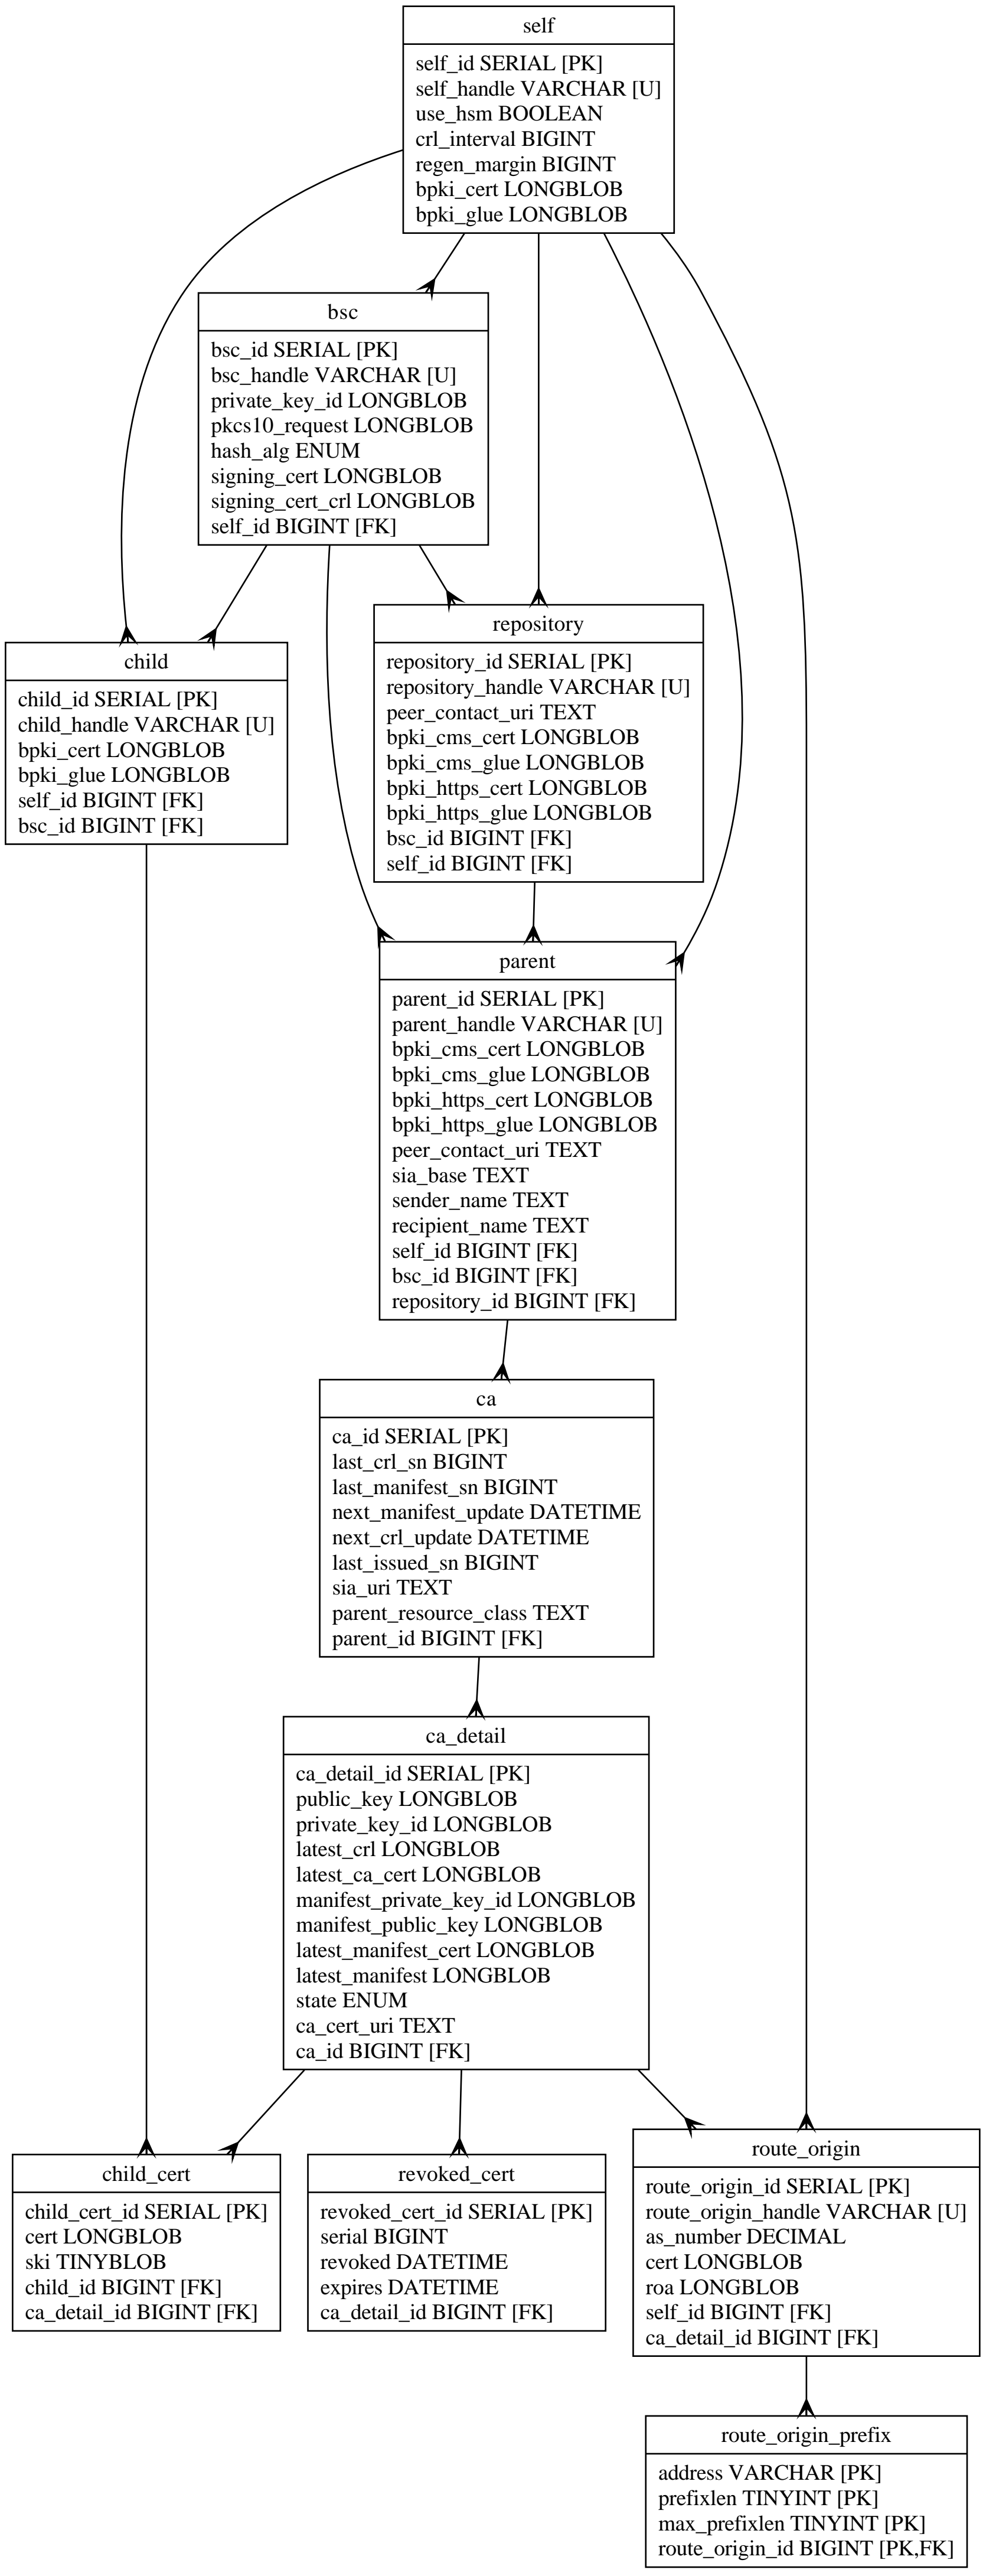 self
self_id SERIAL [PK]
self_handle VARCHAR [U]
use_hsm BOOLEAN
crl_interval BIGINT
regen_margin BIGINT
bpki_cert LONGBLOB
bpki_glue LONGBLOB
bsc
bsc_id SERIAL [PK]
bsc_handle VARCHAR [U]
private_key_id LONGBLOB
pkcs10_request LONGBLOB
hash_alg ENUM
signing_cert LONGBLOB
signing_cert_crl LONGBLOB
self_id BIGINT [FK]
repository
repository_id SERIAL [PK]
repository_handle VARCHAR [U]
peer_contact_uri TEXT
bpki_cms_cert LONGBLOB
bpki_cms_glue LONGBLOB
bpki_https_cert LONGBLOB
bpki_https_glue LONGBLOB
bsc_id BIGINT [FK]
self_id BIGINT [FK]
child
child_id SERIAL [PK]
child_handle VARCHAR [U]
bpki_cert LONGBLOB
bpki_glue LONGBLOB
self_id BIGINT [FK]
bsc_id BIGINT [FK]
parent
parent_id SERIAL [PK]
parent_handle VARCHAR [U]
bpki_cms_cert LONGBLOB
bpki_cms_glue LONGBLOB
bpki_https_cert LONGBLOB
bpki_https_glue LONGBLOB
peer_contact_uri TEXT
sia_base TEXT
sender_name TEXT
recipient_name TEXT
self_id BIGINT [FK]
bsc_id BIGINT [FK]
repository_id BIGINT [FK]
ca
ca_id SERIAL [PK]
last_crl_sn BIGINT
last_manifest_sn BIGINT
next_manifest_update DATETIME
next_crl_update DATETIME
last_issued_sn BIGINT
sia_uri TEXT
parent_resource_class TEXT
parent_id BIGINT [FK]
ca_detail
ca_detail_id SERIAL [PK]
public_key LONGBLOB
private_key_id LONGBLOB
latest_crl LONGBLOB
latest_ca_cert LONGBLOB
manifest_private_key_id LONGBLOB
manifest_public_key LONGBLOB
latest_manifest_cert LONGBLOB
latest_manifest LONGBLOB
state ENUM
ca_cert_uri TEXT
ca_id BIGINT [FK]
child_cert
child_cert_id SERIAL [PK]
cert LONGBLOB
ski TINYBLOB
child_id BIGINT [FK]
ca_detail_id BIGINT [FK]
revoked_cert
revoked_cert_id SERIAL [PK]
serial BIGINT
revoked DATETIME
expires DATETIME
ca_detail_id BIGINT [FK]
route_origin
route_origin_id SERIAL [PK]
route_origin_handle VARCHAR [U]
as_number DECIMAL
cert LONGBLOB
roa LONGBLOB
self_id BIGINT [FK]
ca_detail_id BIGINT [FK]
route_origin_prefix
address VARCHAR [PK]
prefixlen TINYINT [PK]
max_prefixlen TINYINT [PK]
route_origin_id BIGINT [PK,FK]